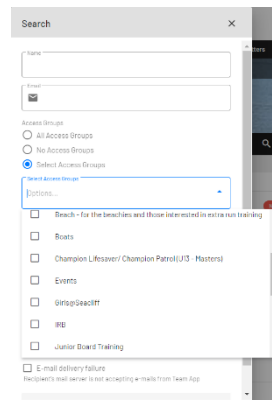 Search
Name
Email
Access Groups
All Access Groups
No Access Groups
Select Access Groups
Select Access Groups
Options...
Beach - for the beachies and those interested in extra run training
Boats
Champion Lifesaver/ Champion Patrol (U13 - Masters)
Events
Girls@Seacliff
IRB
Junior Board Training
E-mail delivery failure
Recipient's mail server is not accepting e-mails from Team App